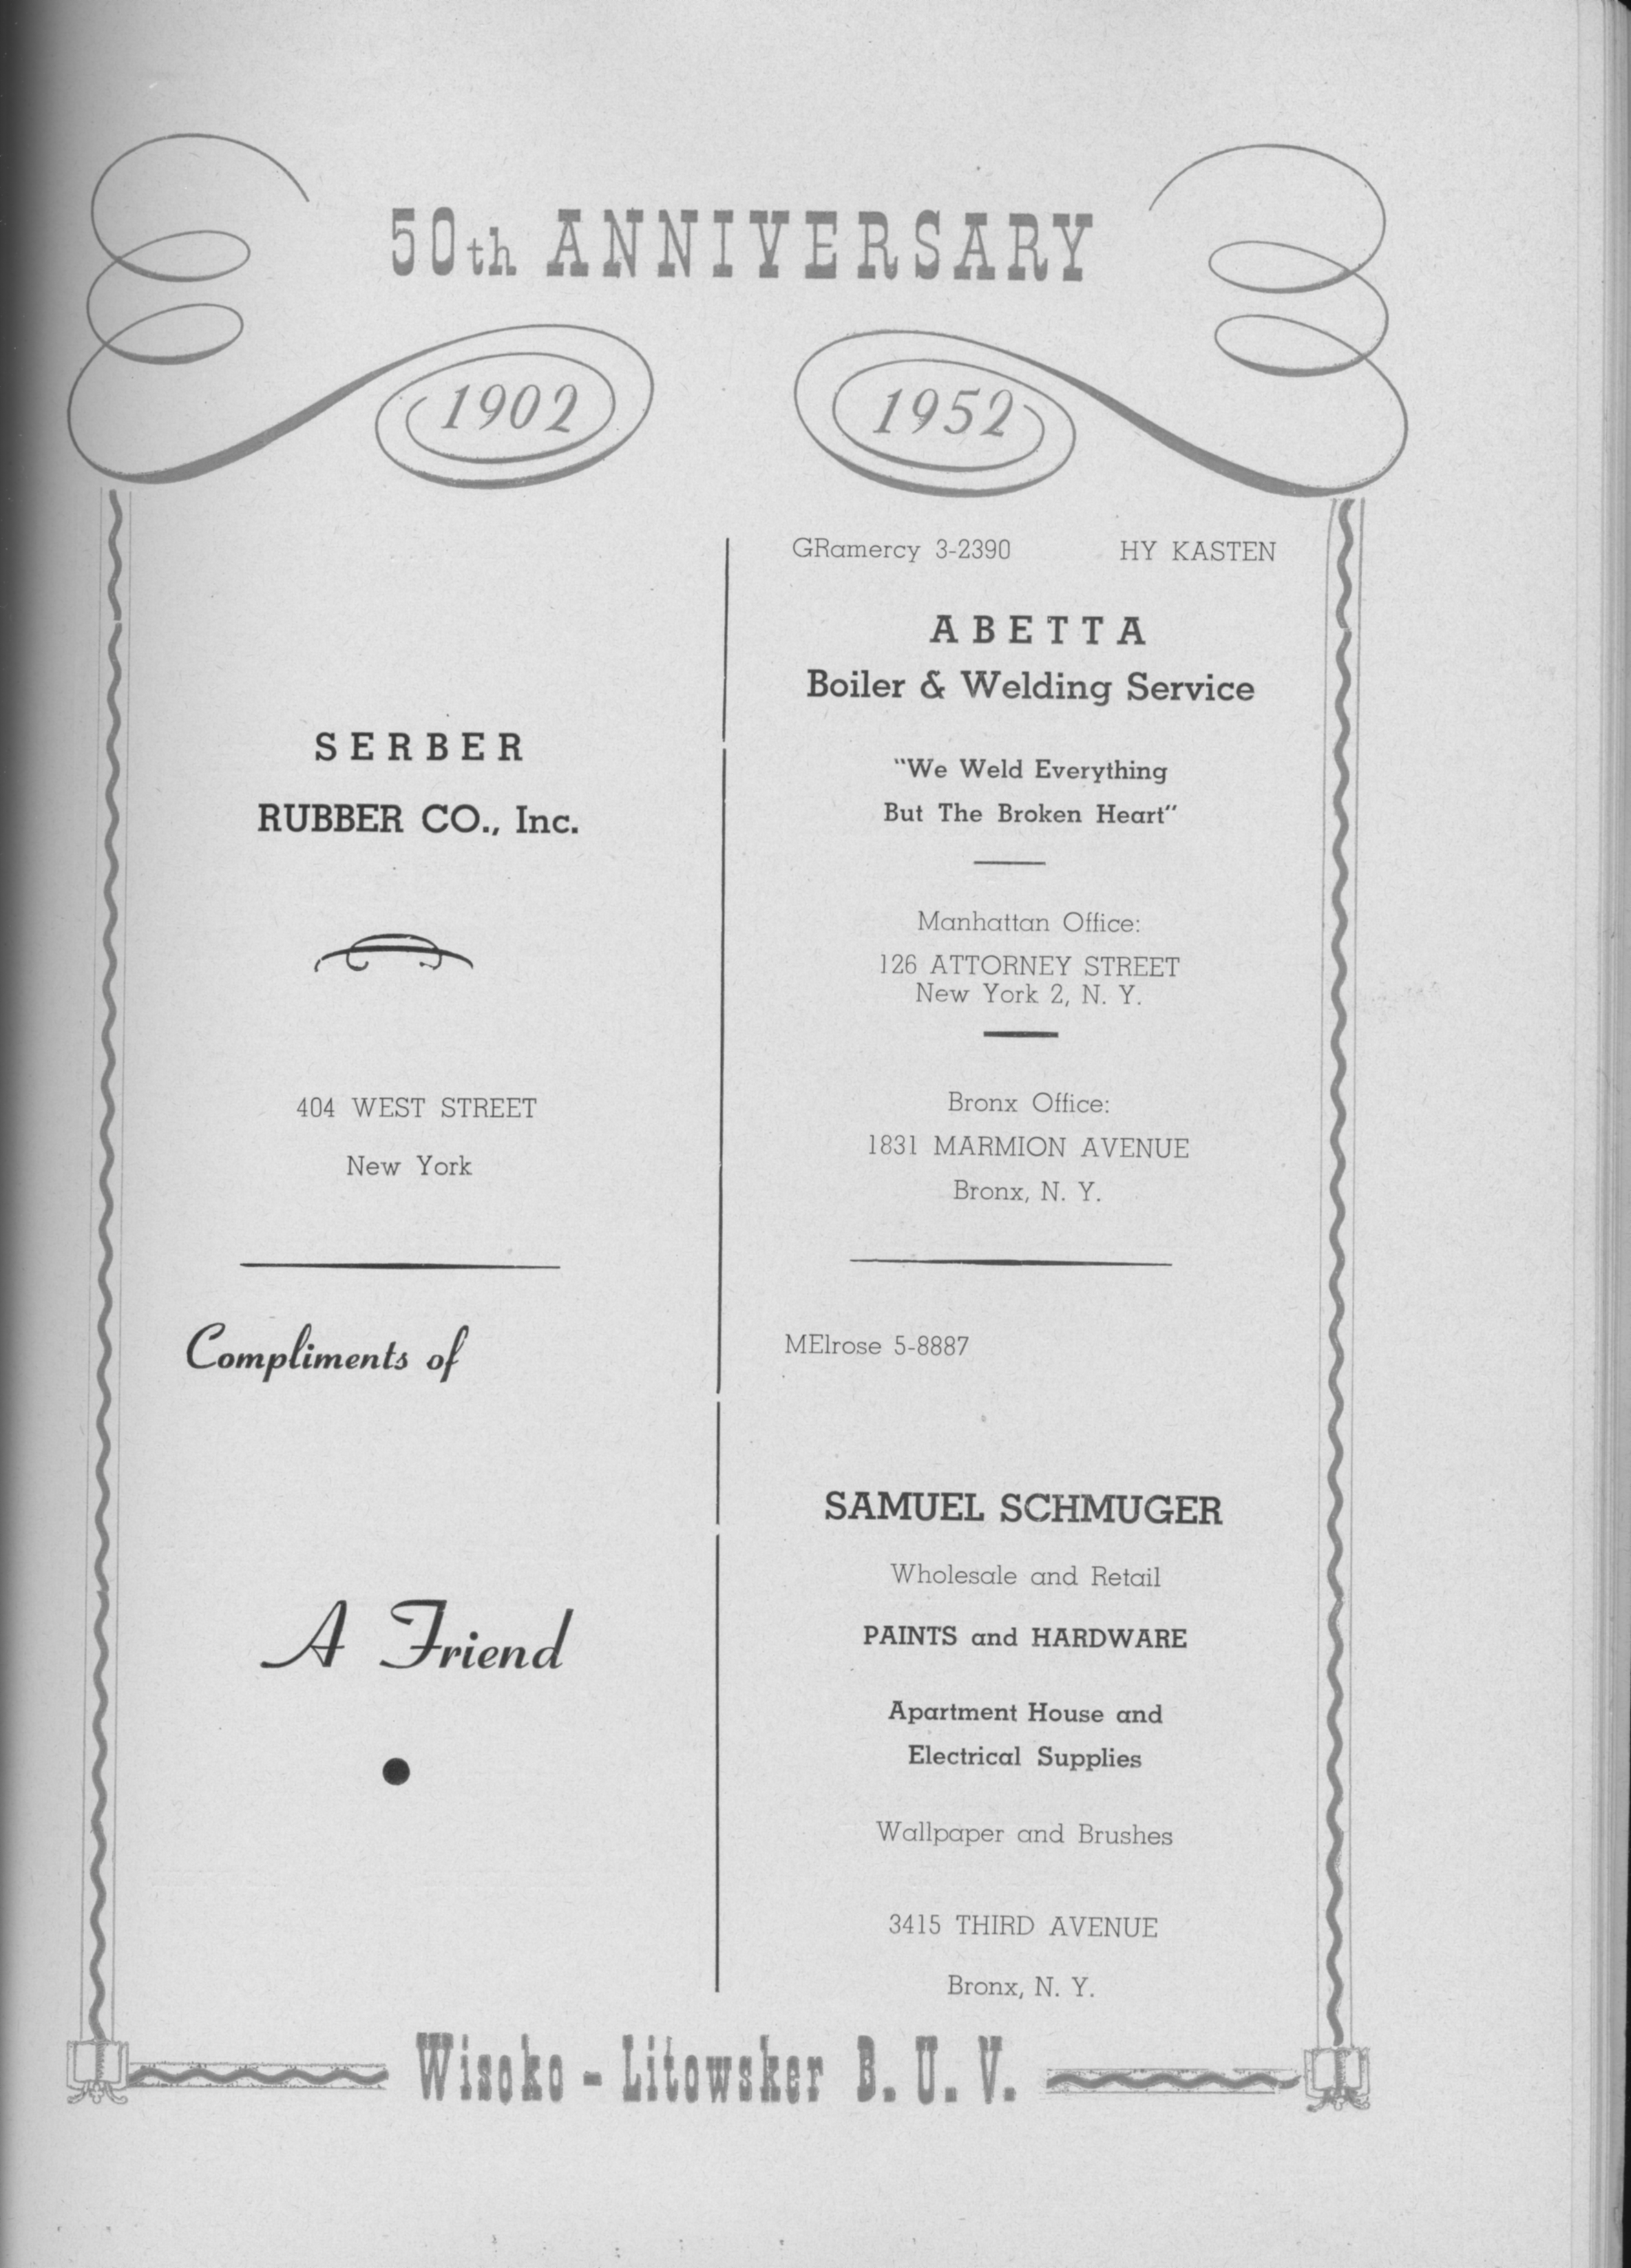 50th ANNIVERSARY
1902
1952
SERBER
RUBBER CO., Inc.
404 WEST STREET
New York
Compliments of
A Friend
GRamercy 3-2390 HY KASTEN
ABETTA
Boiler & Welding Service
"We Weld Everything
But The Broken Heart"
Manhattan Office:
126 ATTORNEY STREET
New York 2, N. Y.
Bronx Office:
1831 MARMION AVENUE
Bronx, N. Y.
MElrose 5-8887
SAMUEL SCHMUGER
Wholesale and Retail
PAINTS and HARDWARE
Apartment House and
Electrical Supplies
Wallpaper and Brushes
3415 THIRD AVENUE
Bronx, N. Y.
Wisoko - Litowsker B. U. V.